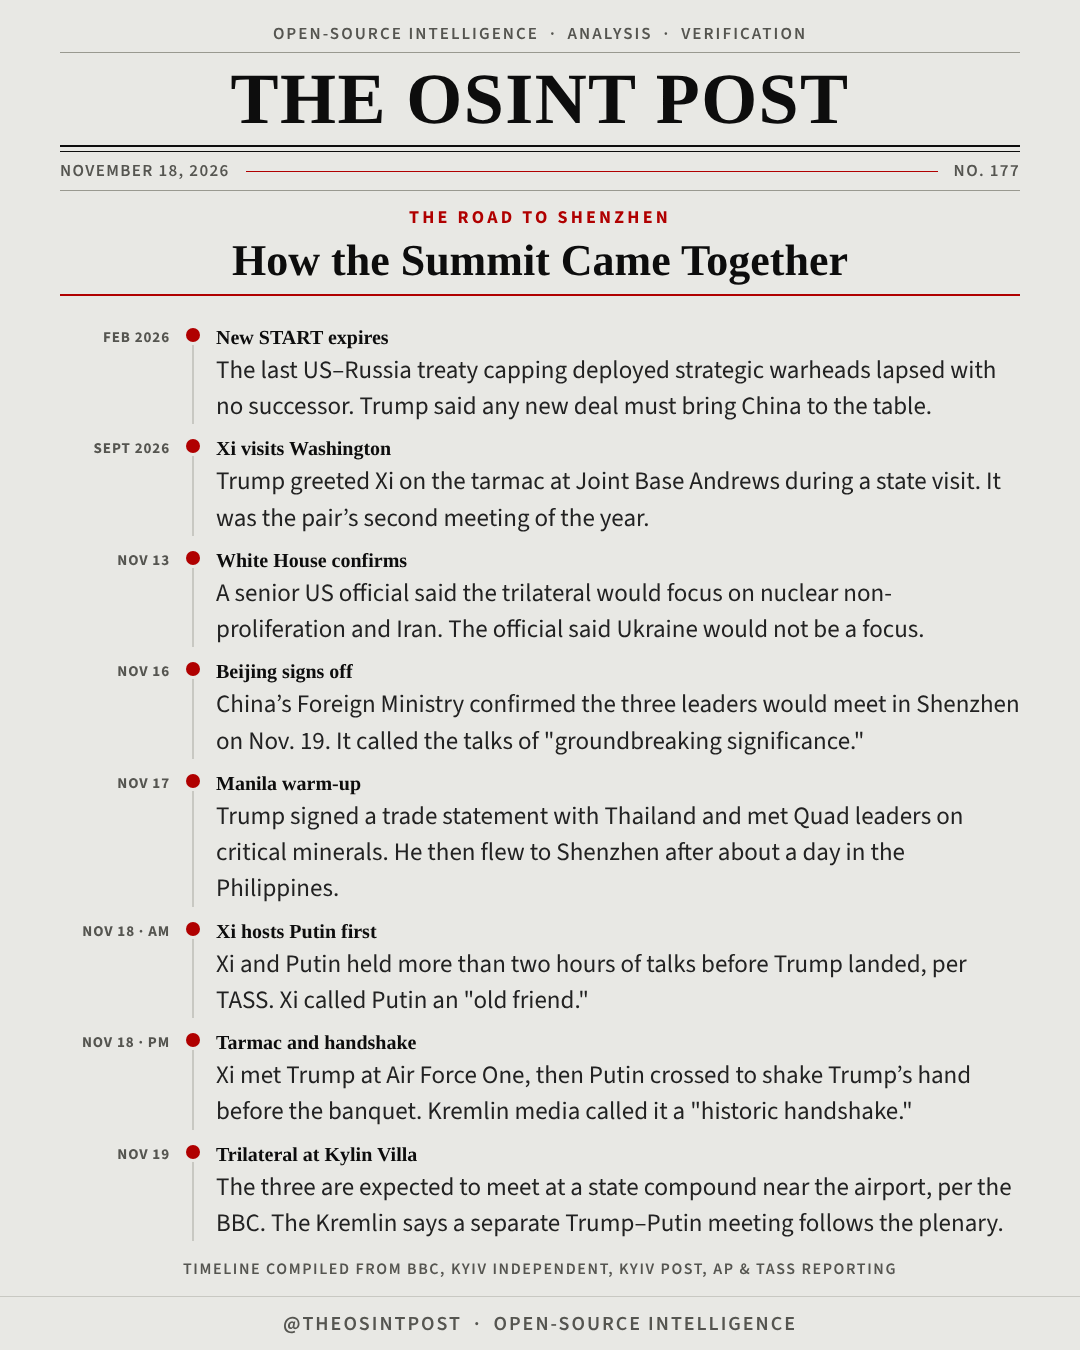 OPEN-SOURCE INTELLIGENCE · ANALYSIS · VERIFICATION
THE OSINT POST
NOVEMBER 18, 2026 NO. 177
THE ROAD TO SHENZHEN
How the Summit Came Together
FEB 2026 New START expires
The last US–Russia treaty capping deployed strategic warheads lapsed with
no successor. Trump said any new deal must bring China to the table.
SEPT 2026 Xi visits Washington
Trump greeted Xi on the tarmac at Joint Base Andrews during a state visit. It
was the pair’s second meeting of the year.
NOV 13 White House confirms
A senior US official said the trilateral would focus on nuclear non-
proliferation and Iran. The official said Ukraine would not be a focus.
NOV 16 Beijing signs off
China’s Foreign Ministry confirmed the three leaders would meet in Shenzhen
on Nov. 19. It called the talks of "groundbreaking significance."
NOV 17 Manila warm-up
Trump signed a trade statement with Thailand and met Quad leaders on
critical minerals. He then flew to Shenzhen after about a day in the
Philippines.
NOV 18 · AM Xi hosts Putin first
Xi and Putin held more than two hours of talks before Trump landed, per
TASS. Xi called Putin an "old friend."
NOV 18 · PM Tarmac and handshake
Xi met Trump at Air Force One, then Putin crossed to shake Trump’s hand
before the banquet. Kremlin media called it a "historic handshake."
NOV 19 Trilateral at Kylin Villa
The three are expected to meet at a state compound near the airport, per the
BBC. The Kremlin says a separate Trump–Putin meeting follows the plenary.
TIMELINE COMPILED FROM BBC, KYIV INDEPENDENT, KYIV POST, AP & TASS REPORTING
@THEOSINTPOST · OPEN-SOURCE INTELLIGENCE